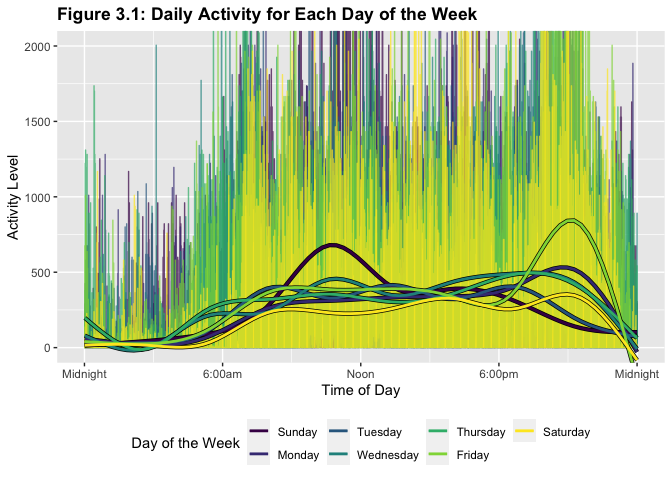 Figure 3.1: Daily Activity for Each Day of the Week
2000
1500
1000
500
0
Activity Level
Midnight 6:00am Noon 6:00pm Midnight
Time of Day
Day of the Week
Sunday Tuesday Thursday Saturday
Monday Wednesday Friday